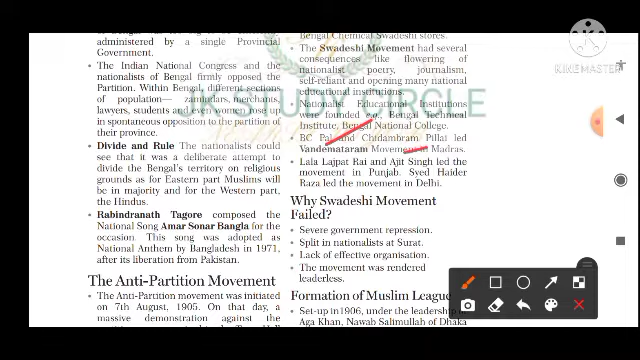 administered by a single Provincial
Government.
• The Indian National Congress and the
nationalists of Bengal firmly opposed the
Partition. Within Bengal, different sections
of population— zamindars, merchants,
lawyers, students and even women rose up
in spontaneous opposition to the partition of
their province.
• Divide and Rule The nationalists could
see that it was a deliberate attempt to
divide the Bengal's territory on religious
grounds as for Eastern part Muslims will
be in majority and for the Western part,
the Hindus.
• Rabindranath Tagore composed the
National Song Amar Sonar Bangla for the
occasion. This song was adopted as
National Anthem by Bangladesh in 1971,
after its liberation from Pakistan.
The Anti-Partition Movement
• The Anti-Partition movement was initiated
on 7th August, 1905. On that day, a
massive demonstration against the
Bengal Chemical Swadeshi stores.
• The Swadeshi Movement had several
consequences like flowering of
nationalist poetry, journalism,
self-reliant and opening many national
educational institutions.
• Nationalist Educational Institutions
were founded e.g., Bengal Technical
Institute, Bengal National College.
• BC Pal and Chidambram Pillai led
Vandemataram Movement at Madras.
• Lala Lajpat Rai and Ajit Singh led the
movement in Punjab. Syed Haider
Raza led the movement in Delhi.
Why Swadeshi Movement
Failed?
• Severe government repression.
• Split in nationalists at Surat.
• Lack of effective organisation.
• The movement was rendered
leaderless.
Formation of Muslim League
• Set-up in 1906, under the leadership
Aga Khan, Nawab Salimullah of Dhaka
JK STUDY CIRCLE
KINEMASTER